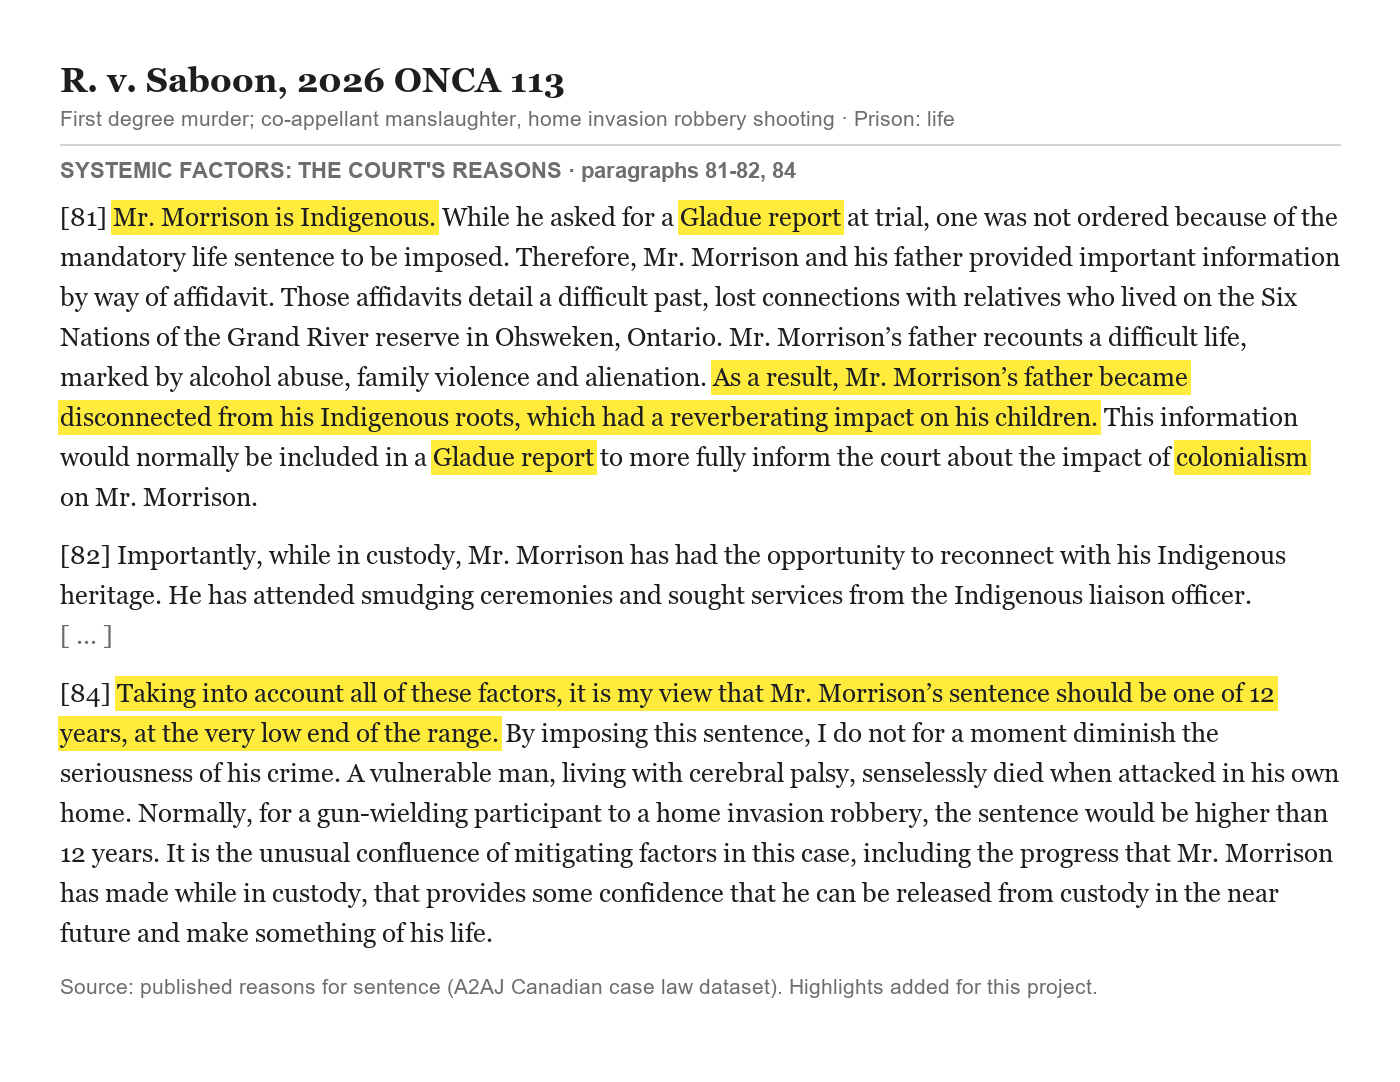 R. v. Saboon, 2026 ONCA 113
First degree murder; co-appellant manslaughter, home invasion robbery shooting · Prison: life
SYSTEMIC FACTORS: THE COURT'S REASONS · paragraphs 81-82, 84
[81] Mr. Morrison is Indigenous. While he asked for a Gladue report at trial, one was not ordered because of the
mandatory life sentence to be imposed. Therefore, Mr. Morrison and his father provided important information
by way of affidavit. Those affidavits detail a difficult past, lost connections with relatives who lived on the Six
Nations of the Grand River reserve in Ohsweken, Ontario. Mr. Morrison’s father recounts a difficult life,
marked by alcohol abuse, family violence and alienation. As a result, Mr. Morrison’s father became
disconnected from his Indigenous roots, which had a reverberating impact on his children. This information
would normally be included in a Gladue report to more fully inform the court about the impact of colonialism
on Mr. Morrison.
[82] Importantly, while in custody, Mr. Morrison has had the opportunity to reconnect with his Indigenous
heritage. He has attended smudging ceremonies and sought services from the Indigenous liaison officer.
[ ... ]
[84] Taking into account all of these factors, it is my view that Mr. Morrison’s sentence should be one of 12
years, at the very low end of the range. By imposing this sentence, I do not for a moment diminish the
seriousness of his crime. A vulnerable man, living with cerebral palsy, senselessly died when attacked in his own
home. Normally, for a gun-wielding participant to a home invasion robbery, the sentence would be higher than
12 years. It is the unusual confluence of mitigating factors in this case, including the progress that Mr. Morrison
has made while in custody, that provides some confidence that he can be released from custody in the near
future and make something of his life.
Source: published reasons for sentence (A2AJ Canadian case law dataset). Highlights added for this project.